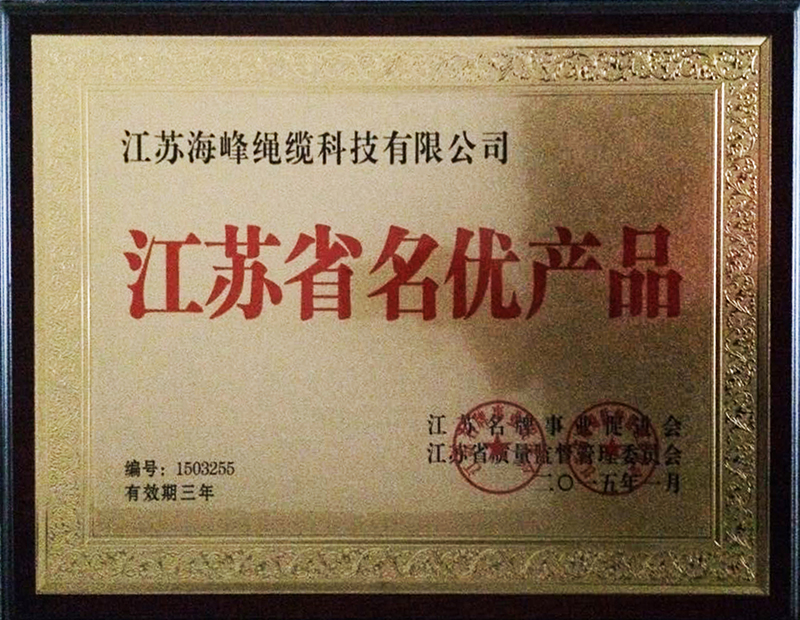 江苏海峰绳缆科技有限公司
江苏省名优产品
江苏名牌事业促进会
江苏省质量监督管理委员会
二〇一五年一月
编号：1503255
有效期三年